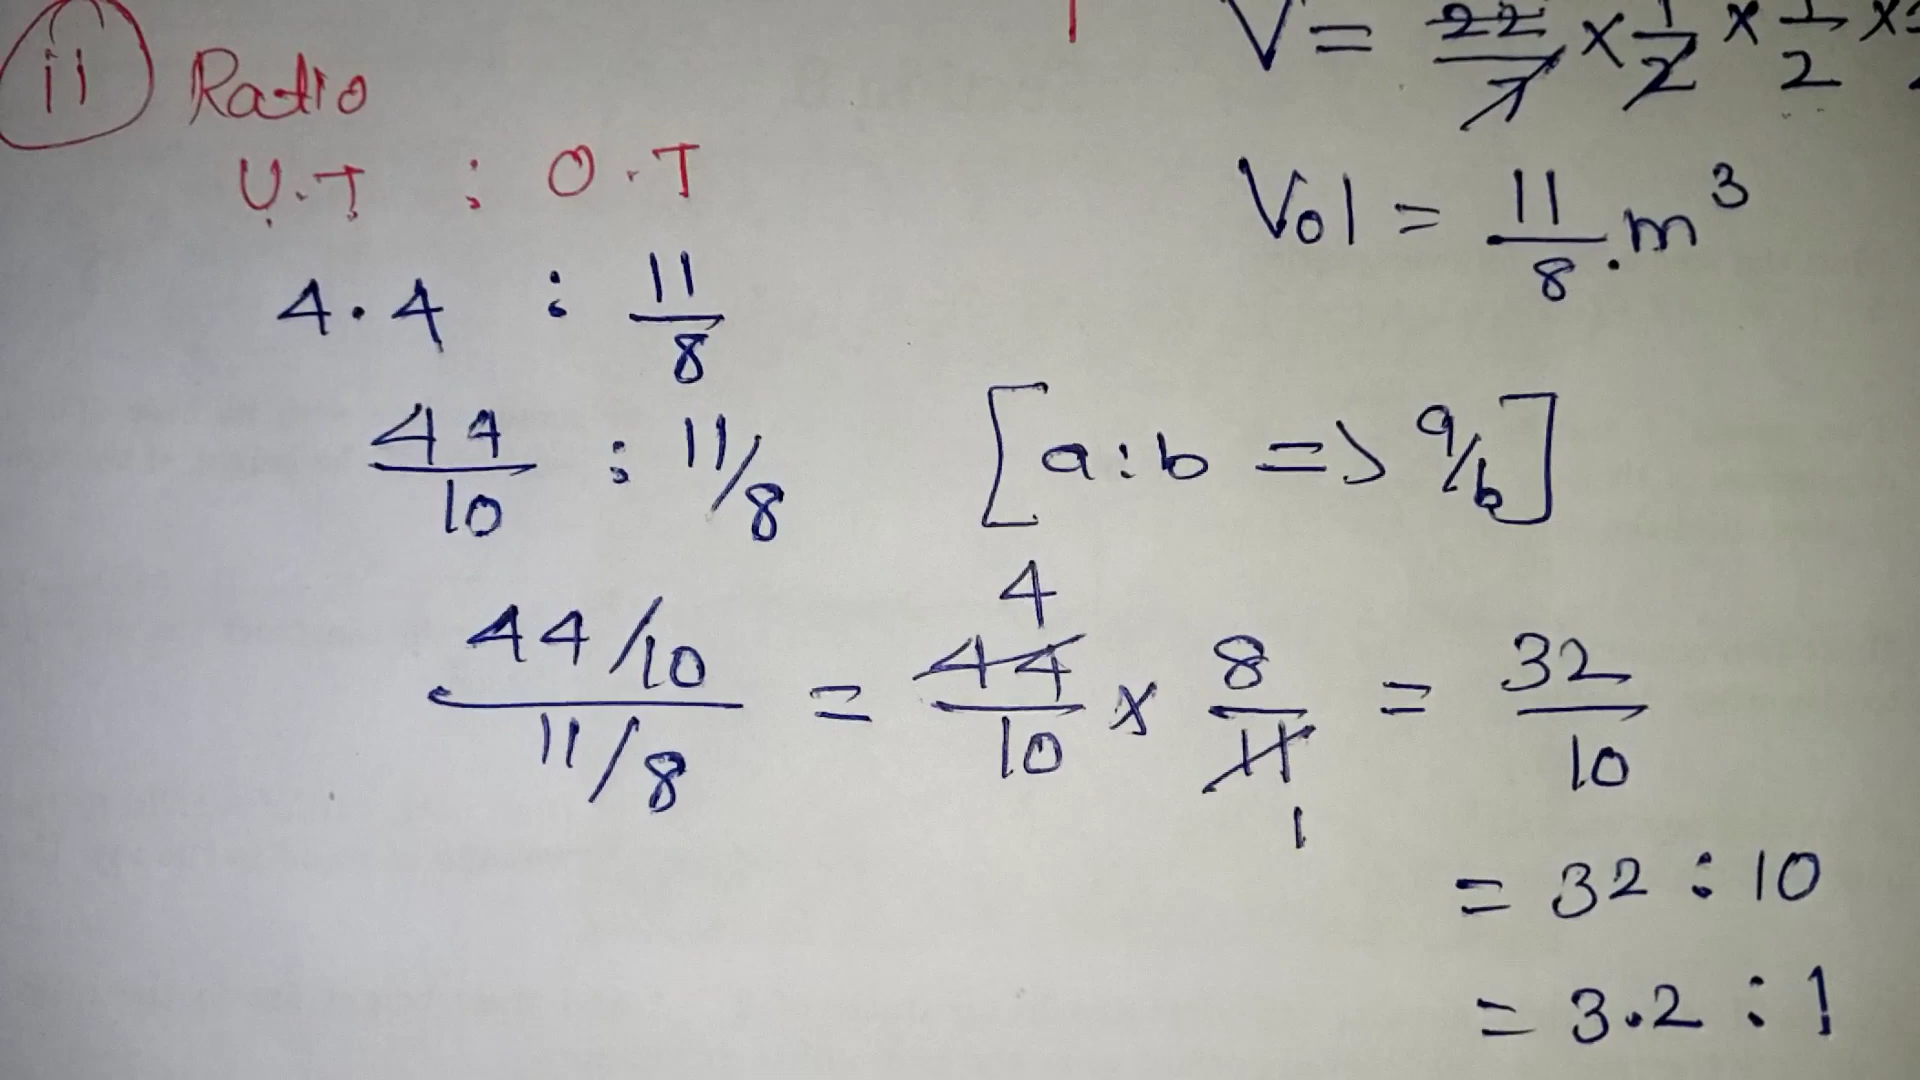 ii Ratio
U.T : O.T
4.4 : 11/8
44/10 : 11/8
V = 22/7 × 1/2 × 1/2 ×
Vol = 11/8 . m³
[a:b => a/b]
44/10 / 11/8 = 44/10 × 8/11 = 32/10
4
1
= 32 : 10
= 3.2 : 1